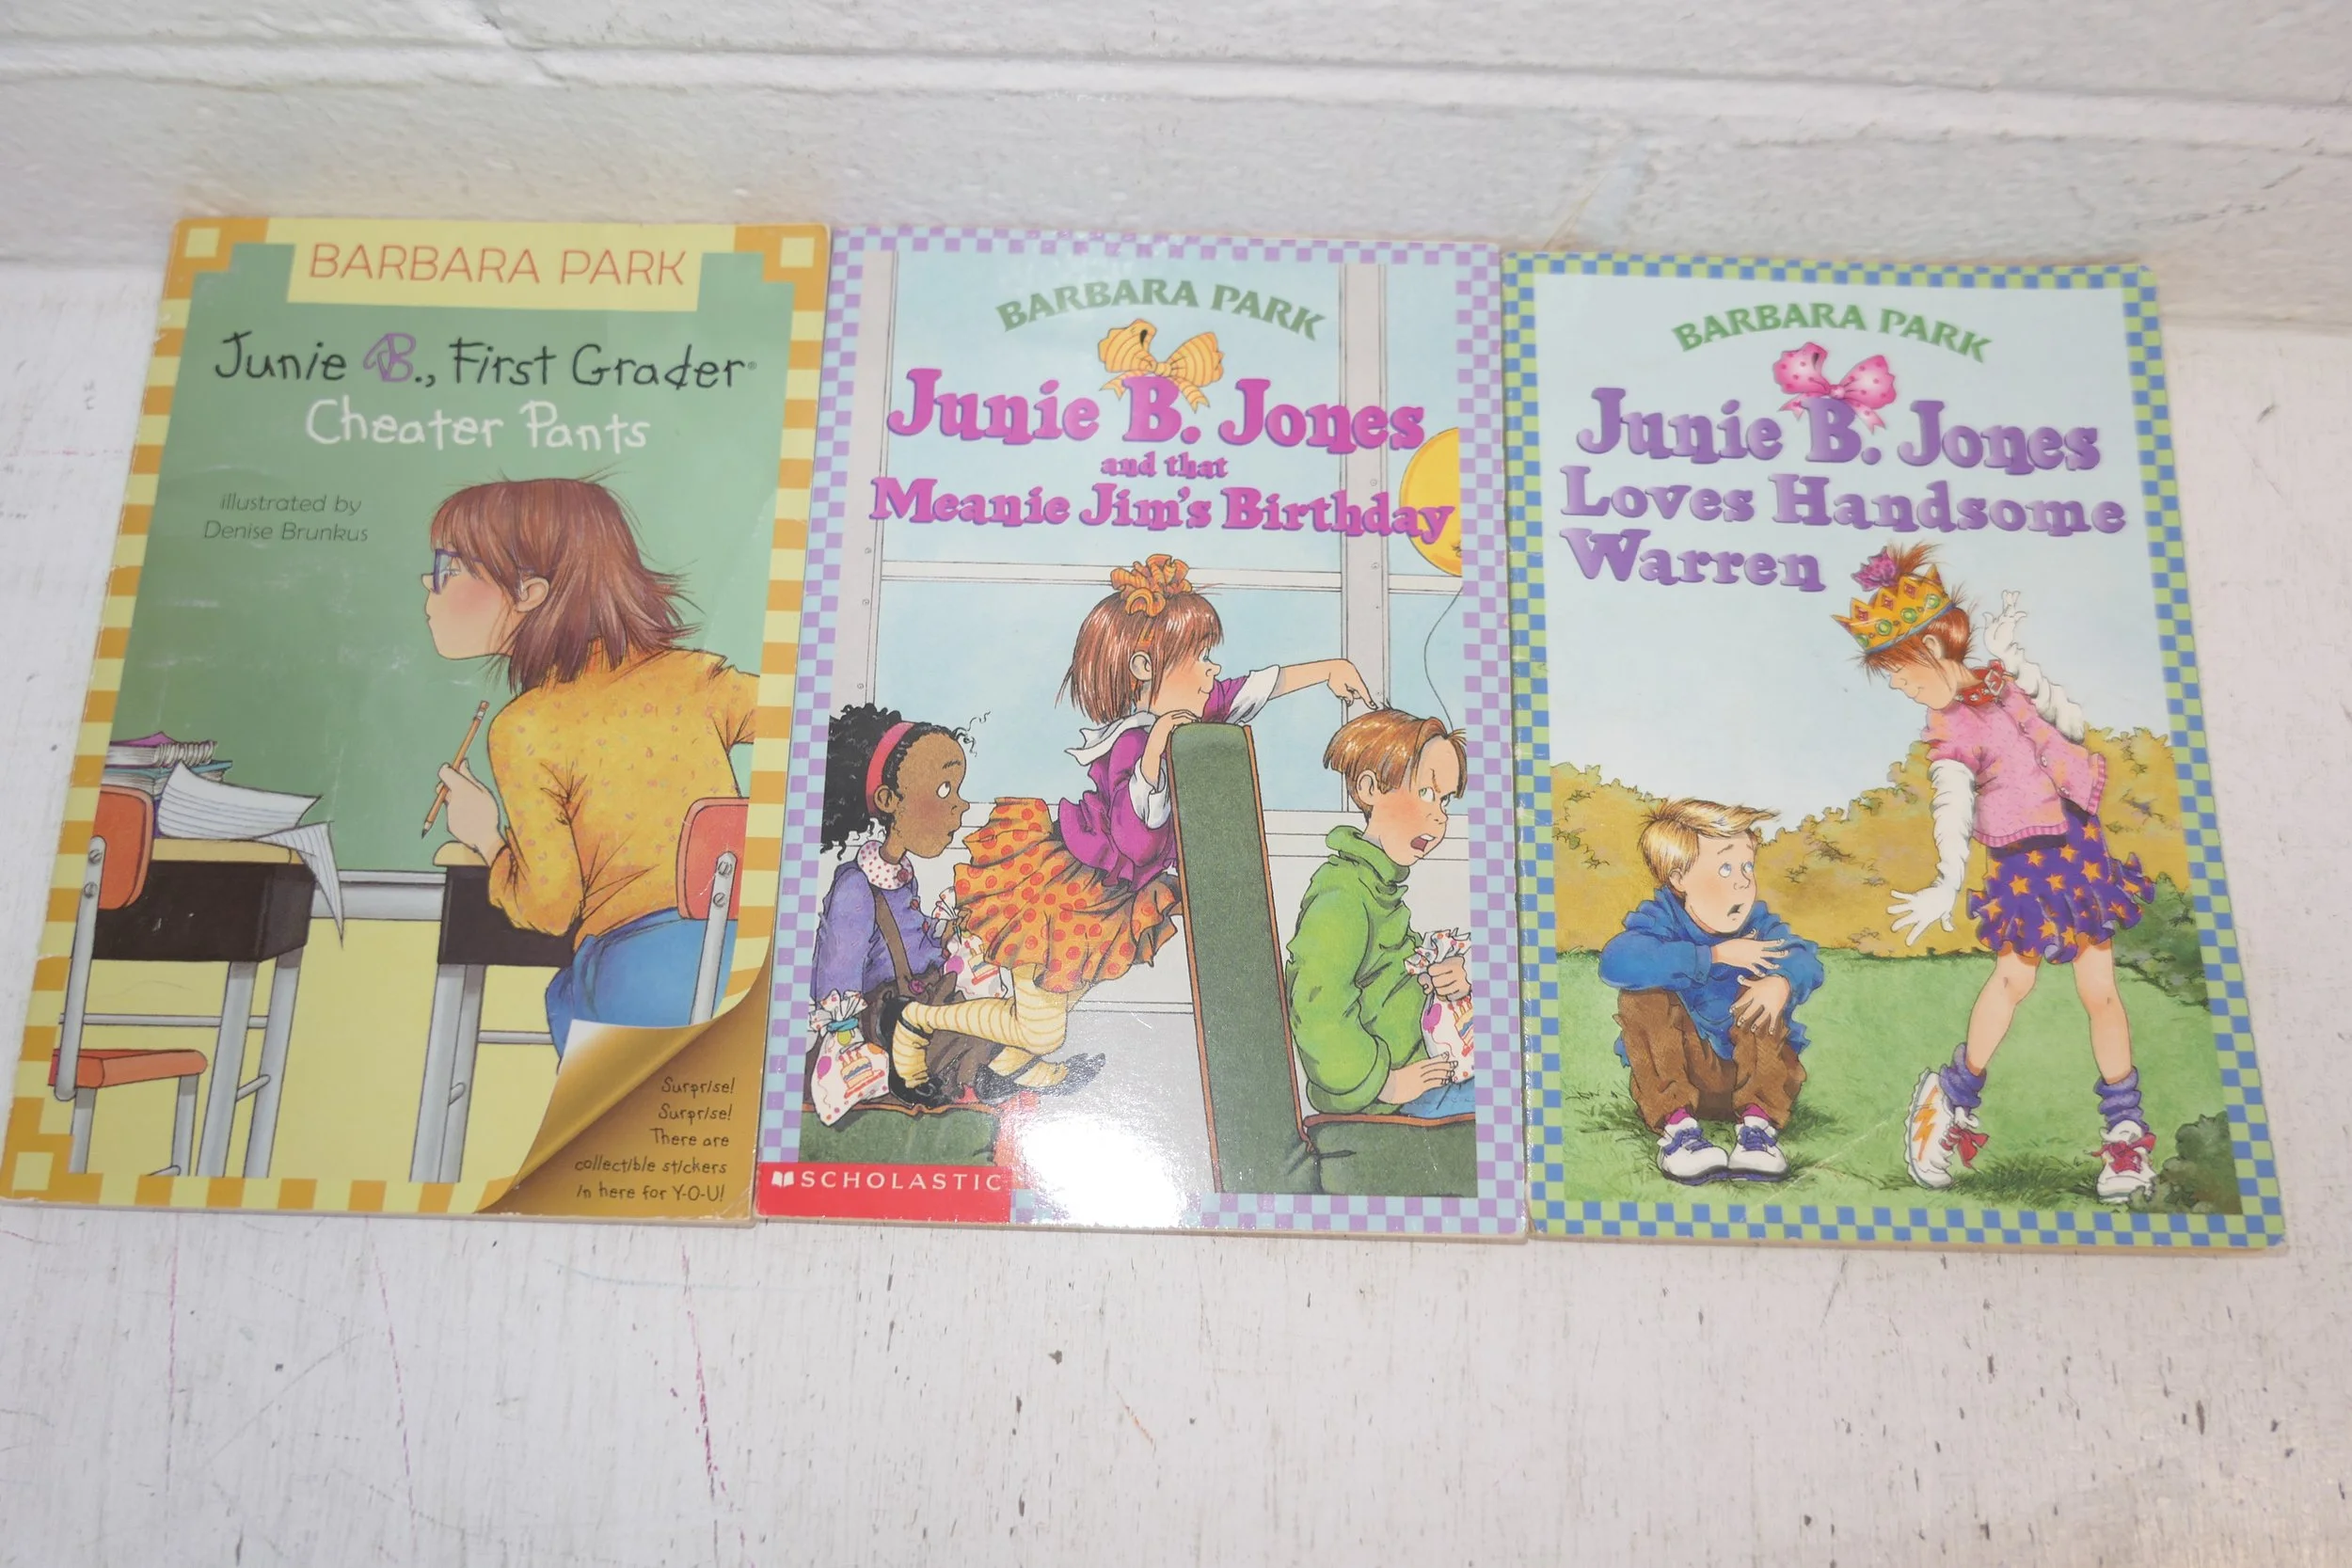 BARBARA PARK
Junie B., First Grader®
Cheater Pants
illustrated by
Denise Brunkus
Surprise!
Surprise!
There are
collectible stickers
in here for Y-O-U!
BARBARA PARK
Junie B. Jones
and that
Meanie Jim's Birthday
SCHOLASTIC
BARBARA PARK
Junie B. Jones
Loves Handsome
Warren